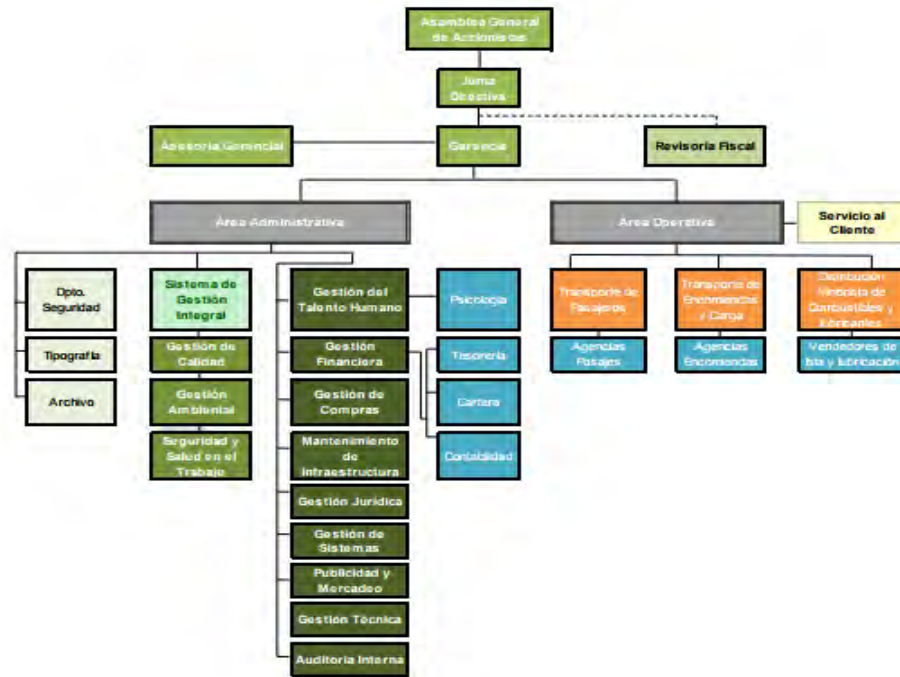 Asamblea General
de Accionistas
Junta
Directiva
Asesoría Gerencial
Gerencia
Revisoría Fiscal
Area Administrativa
Area Operativa
Servicio al
Cliente
Dpto.
Seguridad
Tipografía
Archivo
Sistema de
Gestión
Integral
Gestión de
Calidad
Gestión
Ambiental
Seguridad y
Salud en el
Trabajo
Gestión del
Talento Humano
Gestión
Financiera
Gestión de
Compras
Mantenimiento
de
Infraestructura
Gestión Jurídica
Gestión de
Sistemas
Publicidad y
Mercadeo
Gestión Técnica
Auditoría Interna
Psicología
Tesorería
Cartera
Contabilidad
Transporte de
Pasajeros
Agencias
Pasajes
Transporte de
Encomiendas
y Carga
Agencias
Encomiendas
Distribución
Minorista de
Combustibles y
lubricantes
Vendedores de
y lubricación